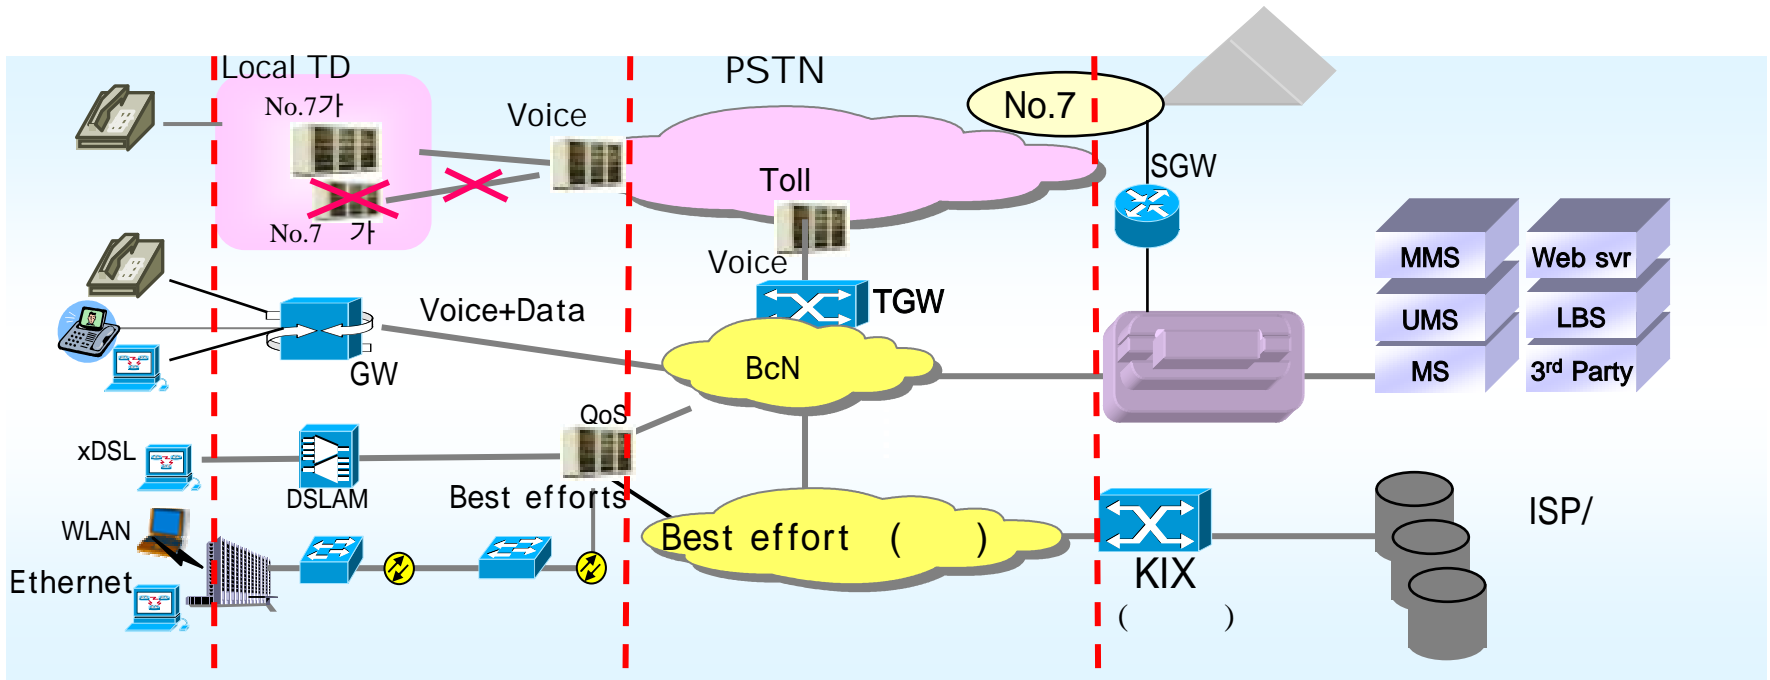 Local TD
PSTN
No.7가
Voice
No.7
Toll
SGW
No.7 가
Voice
TGW
MMS
Web svr
Voice+Data
UMS
LBS
GW
BcN
MS
3rd Party
QoS
xDSL
DSLAM
Best efforts
WLAN
Best effort ( )
ISP/
Ethernet
KIX
( )